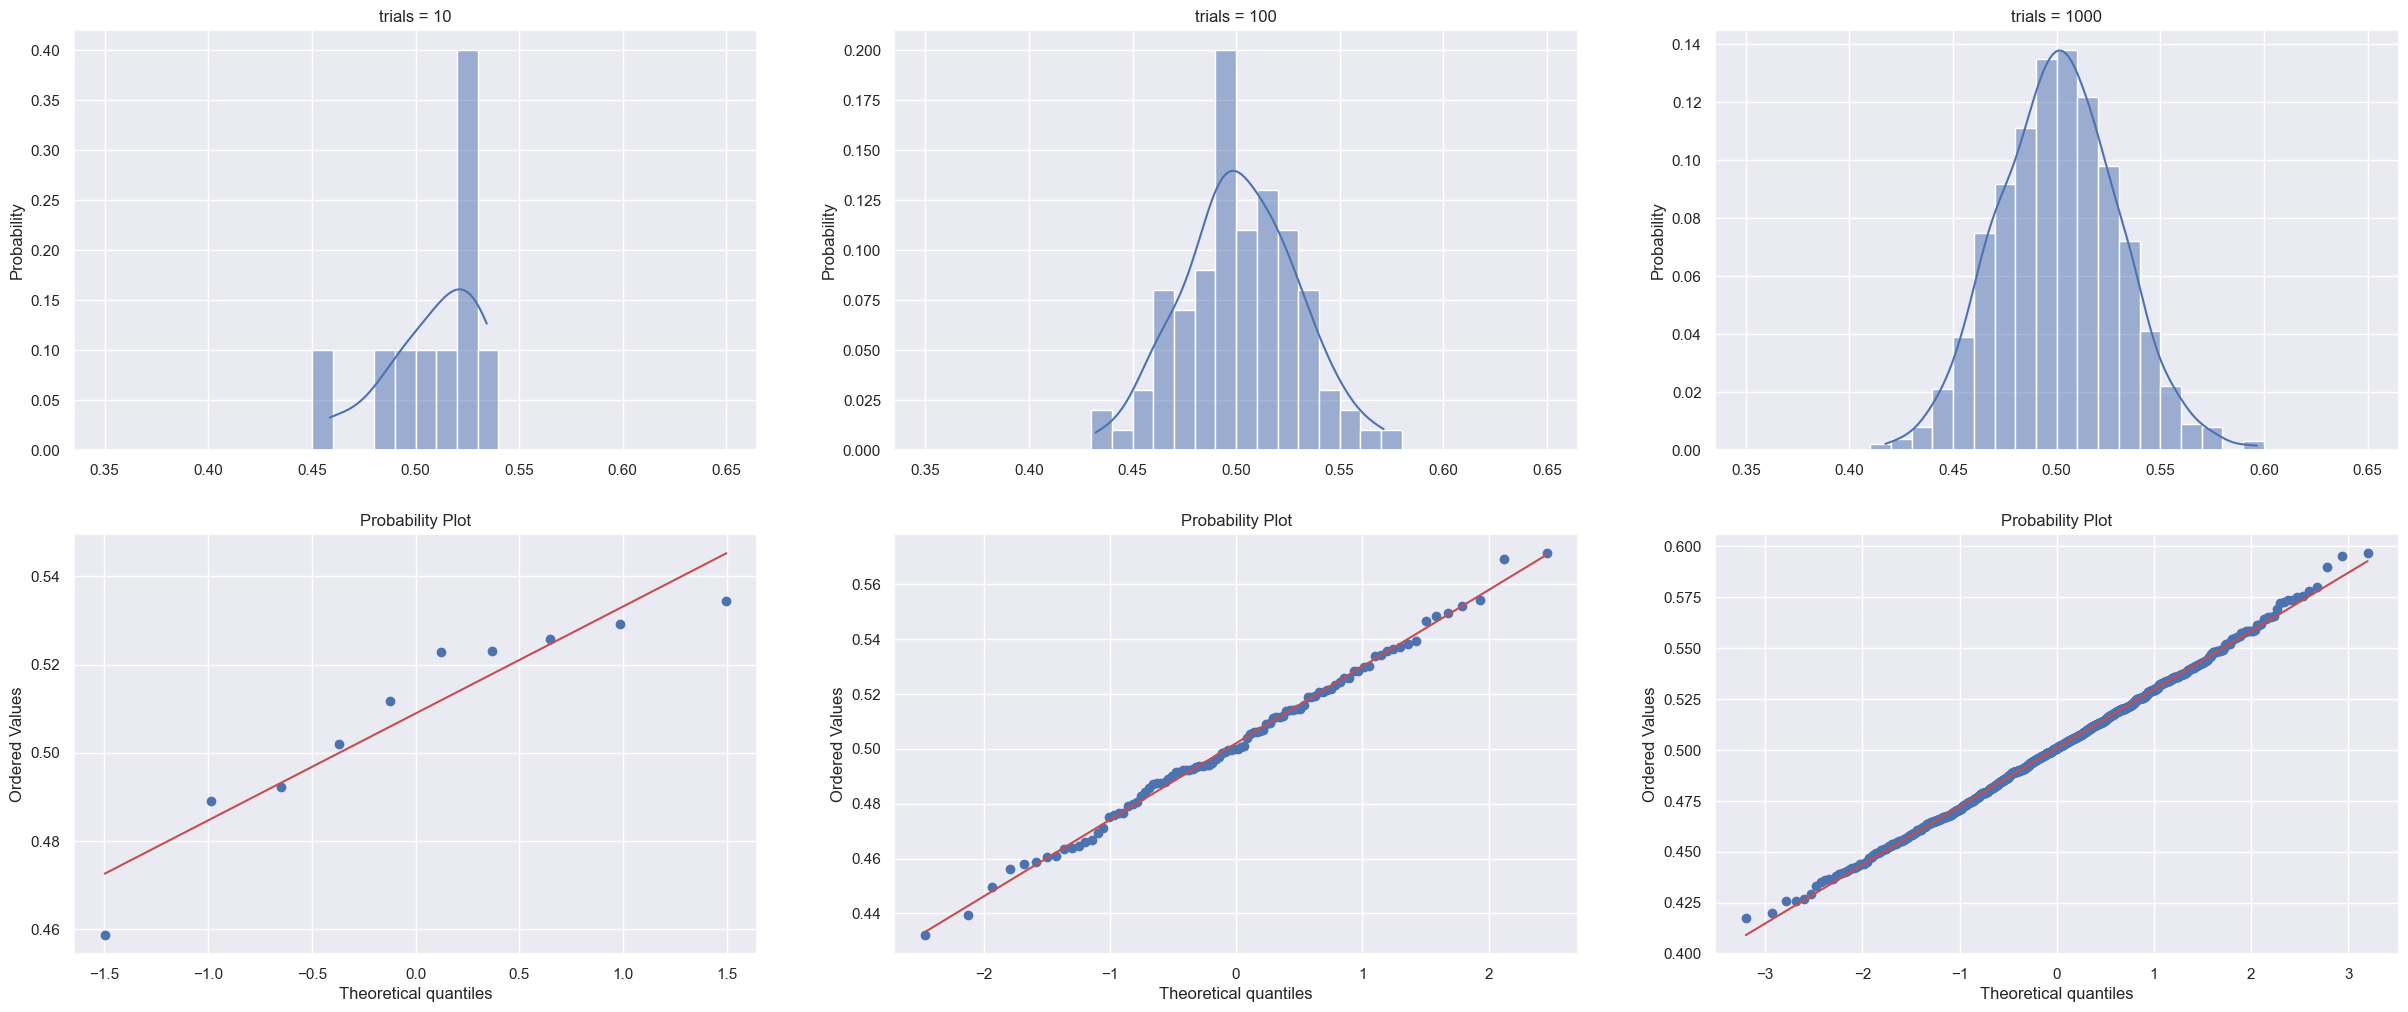 trials = 10
Probability
0.40
0.35
0.30
0.25
0.20
0.15
0.10
0.05
0.00
0.35 0.40 0.45 0.50 0.55 0.60 0.65
trials = 100
Probability
0.200
0.175
0.150
0.125
0.100
0.075
0.050
0.025
0.000
0.35 0.40 0.45 0.50 0.55 0.60 0.65
trials = 1000
Probability
0.14
0.12
0.10
0.08
0.06
0.04
0.02
0.00
0.35 0.40 0.45 0.50 0.55 0.60 0.65
Probability Plot
Ordered Values
0.54
0.52
0.50
0.48
0.46
−1.5 −1.0 −0.5 0.0 0.5 1.0 1.5
Theoretical quantiles
Probability Plot
Ordered Values
0.56
0.54
0.52
0.50
0.48
0.46
0.44
−2 −1 0 1 2
Theoretical quantiles
Probability Plot
Ordered Values
0.600
0.575
0.550
0.525
0.500
0.475
0.450
0.425
0.400
−3 −2 −1 0 1 2 3
Theoretical quantiles